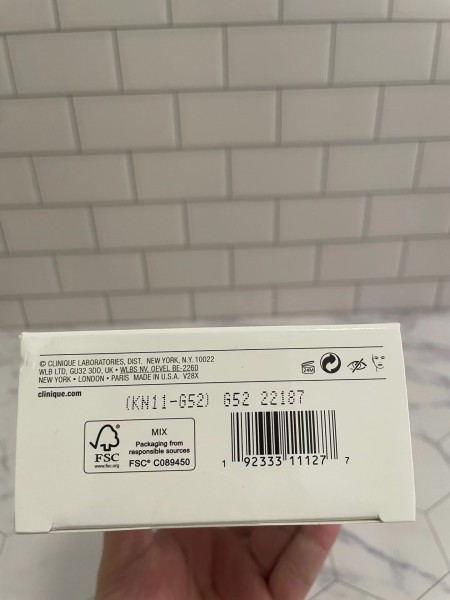 © CLINIQUE LABORATORIES, DIST. NEW YORK, N.Y. 10022
WLB LTD, GU32 3DD, UK • WLBS NV, OEVEL BE-2260
NEW YORK • LONDON • PARIS MADE IN U.S.A. V28X
clinique.com
24M
(KN11-G52) G52 22187
FSC
www.fsc.org
MIX
Packaging from
responsible sources
FSC® C089450
1 92333 11127 7